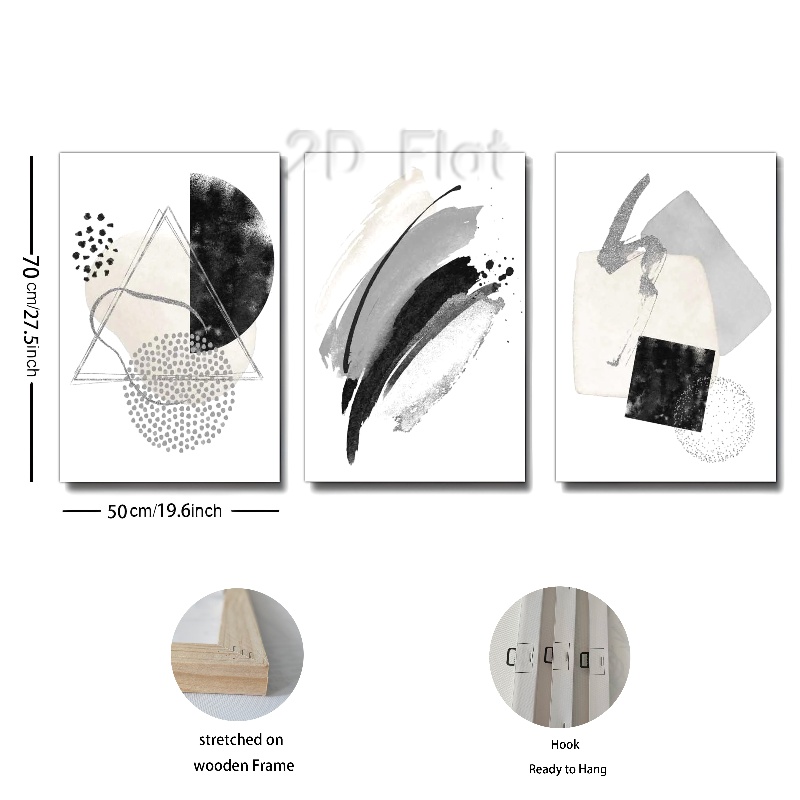 2D Flat
70 cm/27.5inch
50cm/19.6inch
stretched on
wooden Frame
Hook
Ready to Hang